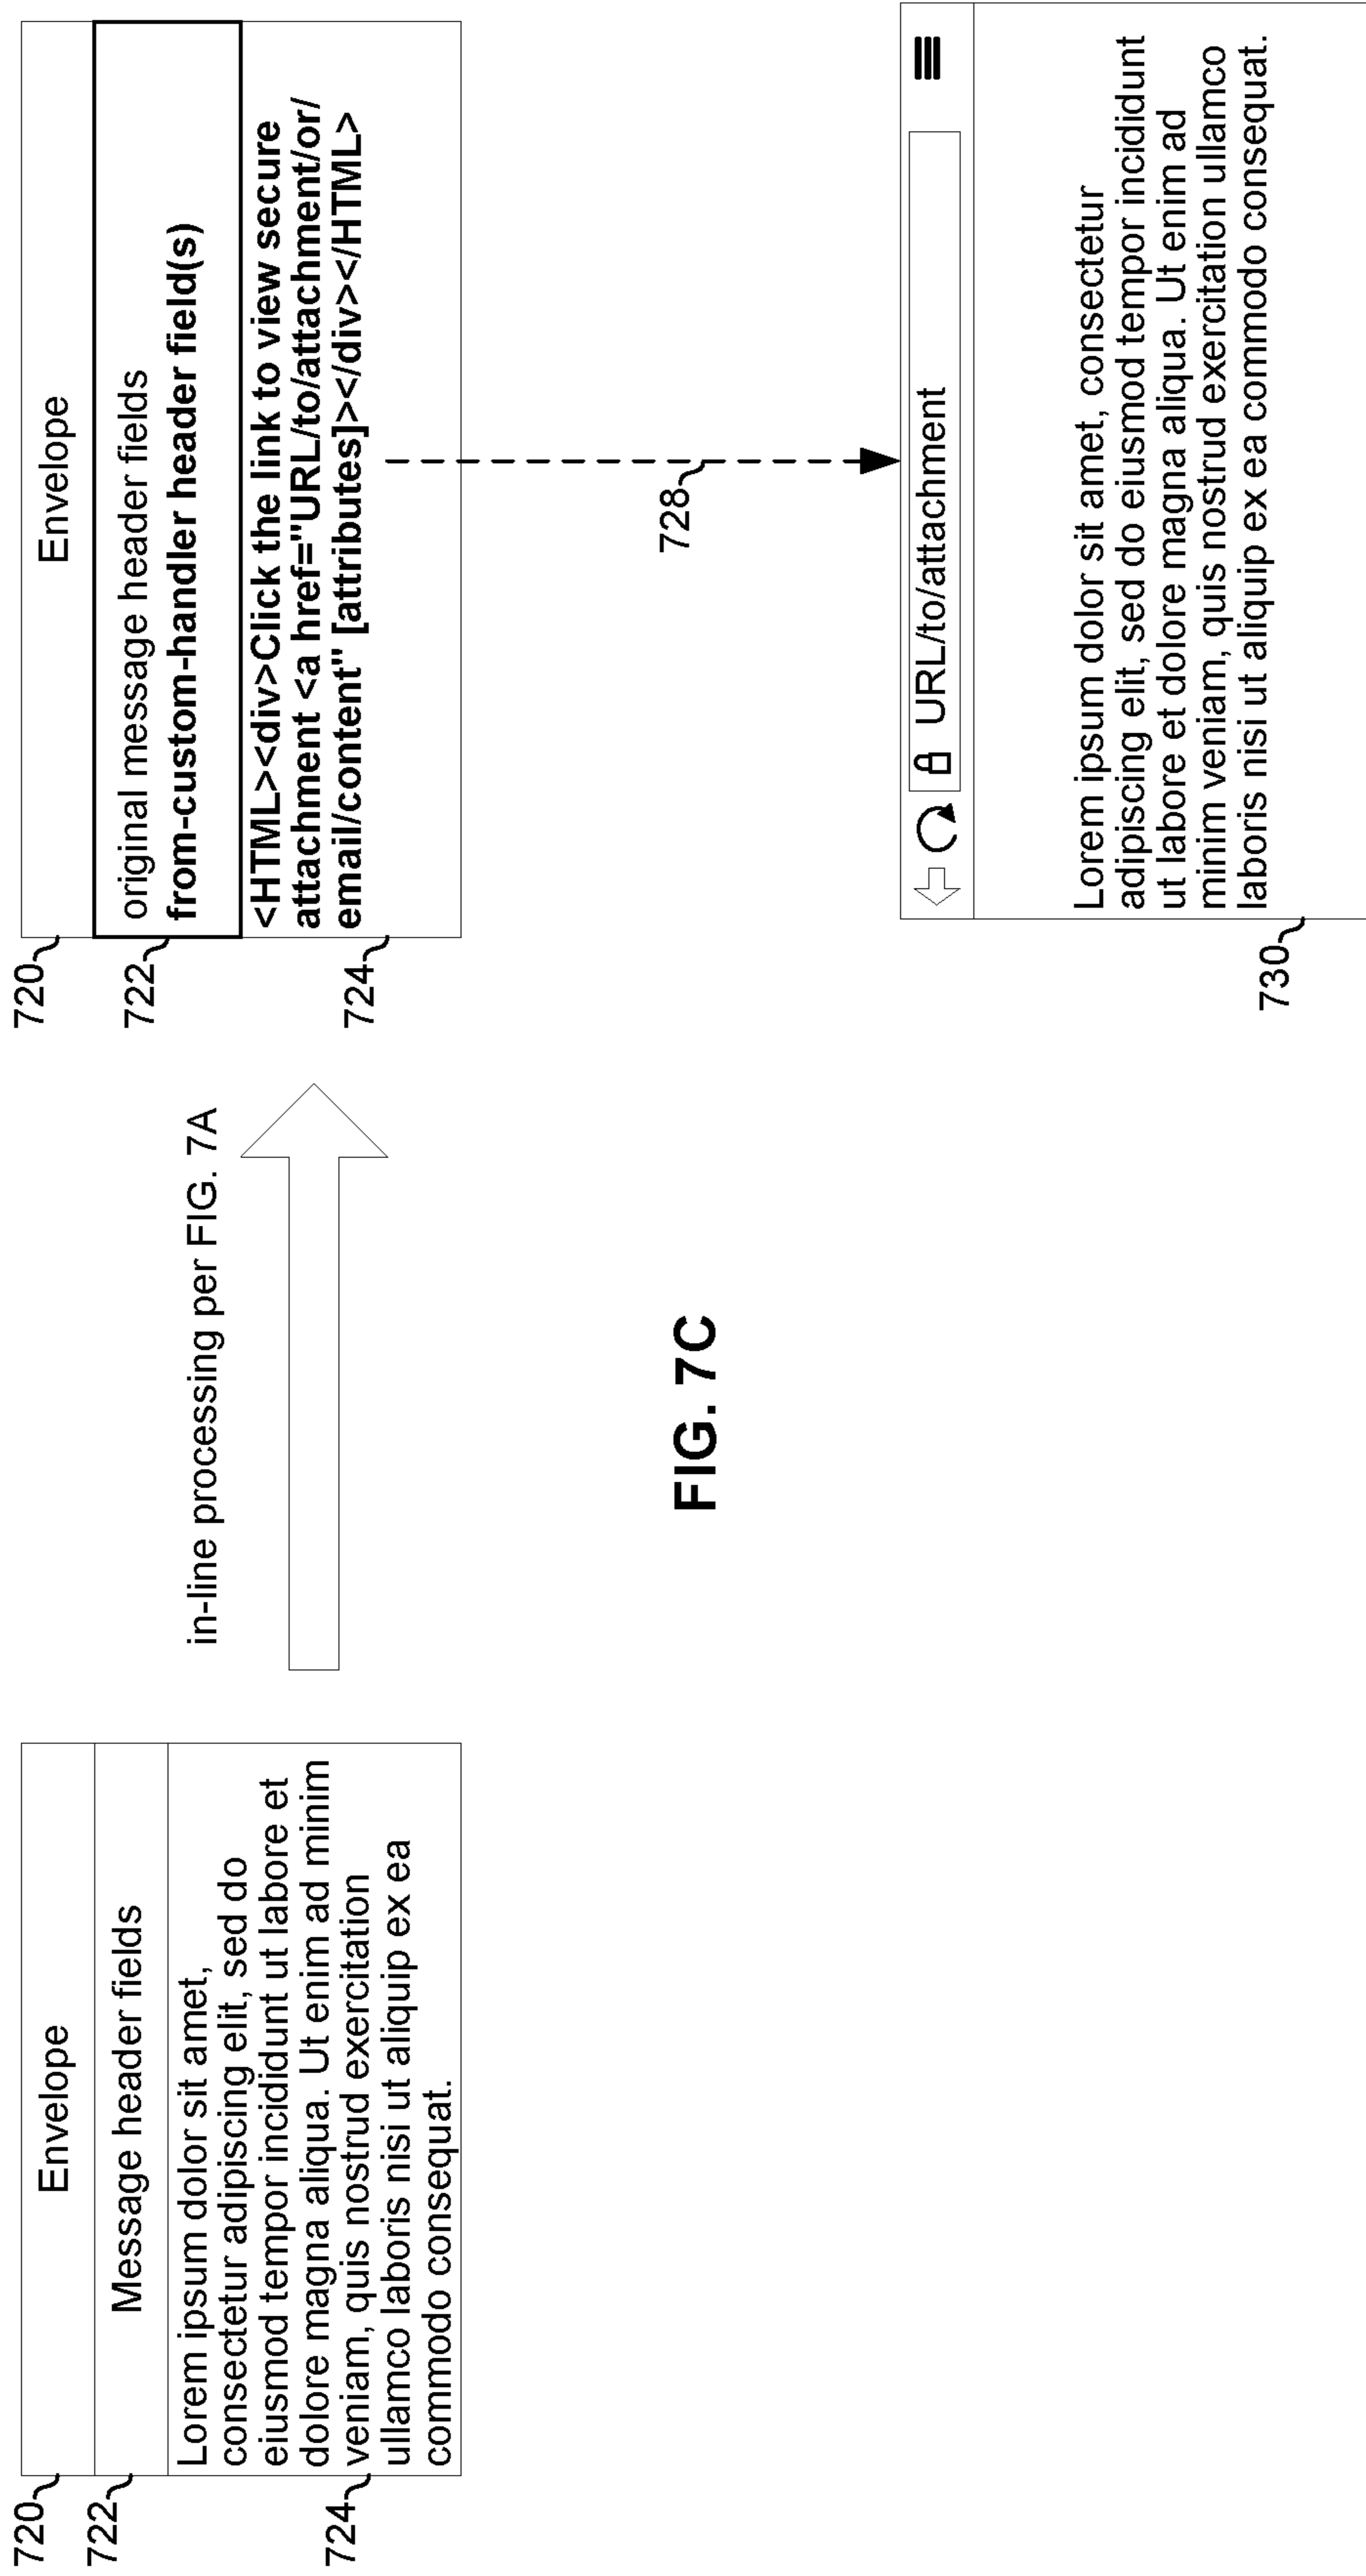 720
Envelope
722
Message header fields
724
Lorem ipsum dolor sit amet,
consectetur adipiscing elit, sed do
eiusmod tempor incididunt ut labore et
dolore magna aliqua. Ut enim ad minim
veniam, quis nostrud exercitation
ullamco laboris nisi ut aliquip ex ea
commodo consequat.
in-line processing per FIG. 7A
720
Envelope
722
original message header fields
from-custom-handler header field(s)
724
<HTML><div>Click the link to view secure
attachment <a href="URL/to/attachment/or/
email/content" [attributes]></div></HTML>
728
URL/to/attachment
Lorem ipsum dolor sit amet, consectetur
adipiscing elit, sed do eiusmod tempor incididunt
ut labore et dolore magna aliqua. Ut enim ad
minim veniam, quis nostrud exercitation ullamco
laboris nisi ut aliquip ex ea commodo consequat.
730
FIG. 7C